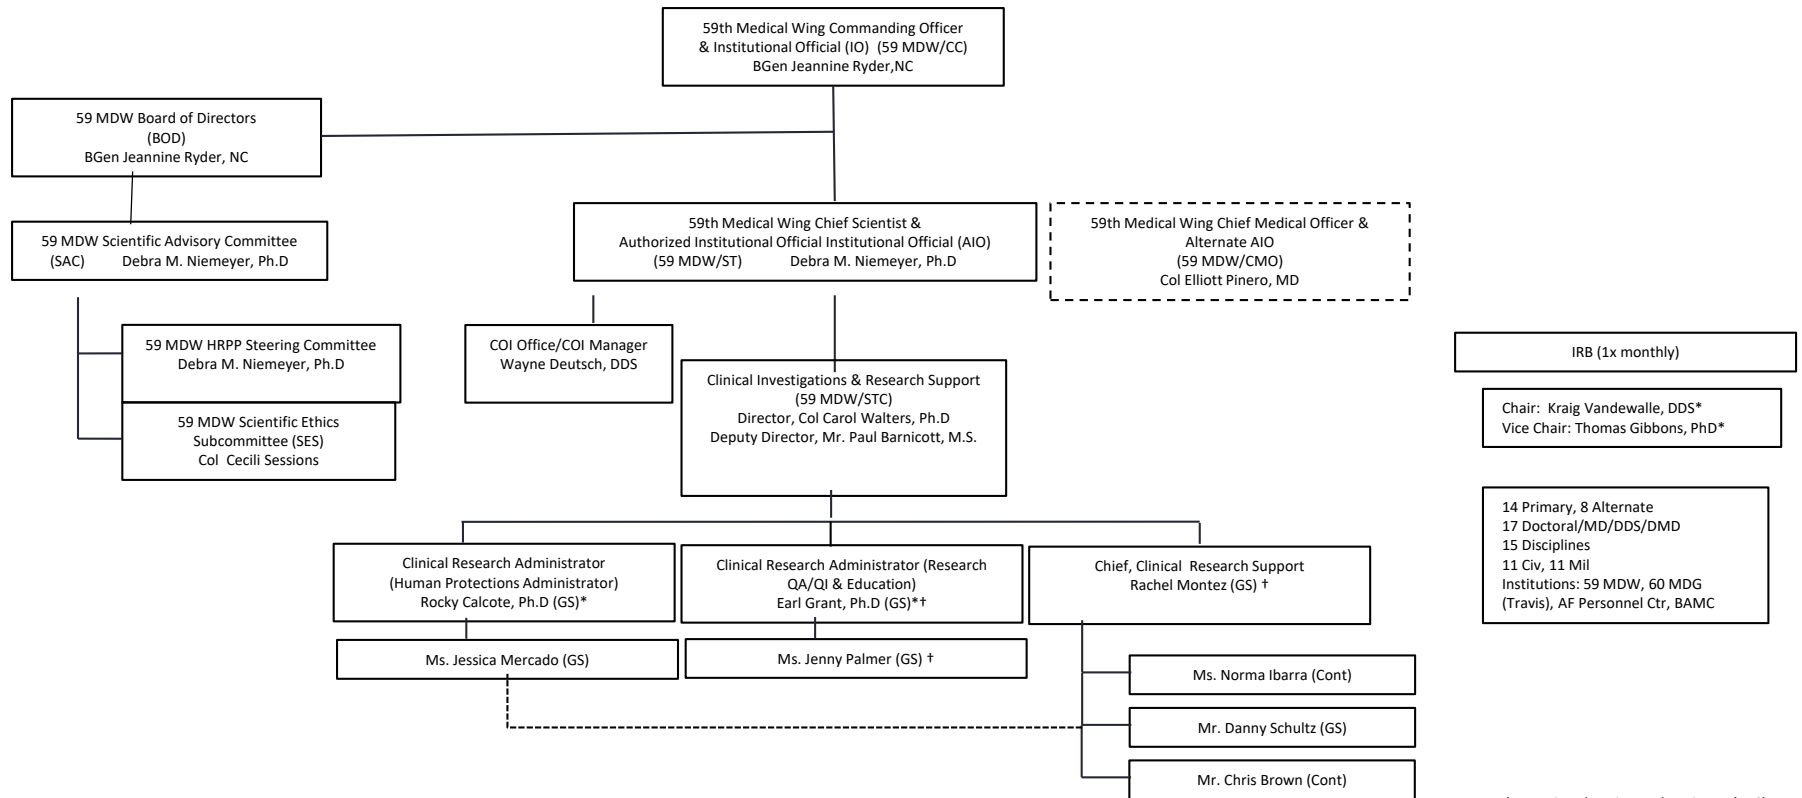 59th Medical Wing Commanding Officer
& Institutional Official (IO)  (59 MDW/CC)
BGen Jeannine Ryder,NC
59 MDW Board of Directors
(BOD)
BGen Jeannine Ryder, NC
59 MDW Scientific Advisory Committee
(SAC)        Debra M. Niemeyer, Ph.D
59th Medical Wing Chief Scientist &
Authorized Institutional Official Institutional Official (AIO)
(59 MDW/ST)          Debra M. Niemeyer, Ph.D
59th Medical Wing Chief Medical Officer &
Alternate AIO
(59 MDW/CMO)
Col Elliott Pinero, MD
59 MDW HRPP Steering Committee
Debra M. Niemeyer, Ph.D
59 MDW Scientific Ethics
Subcommittee (SES)
Col  Cecili Sessions
COI Office/COI Manager
Wayne Deutsch, DDS
Clinical Investigations & Research Support
(59 MDW/STC)
Director, Col Carol Walters, Ph.D
Deputy Director, Mr. Paul Barnicott, M.S.
IRB (1x monthly)
Chair:  Kraig Vandewalle, DDS*
Vice Chair: Thomas Gibbons, PhD*
14 Primary, 8 Alternate
17 Doctoral/MD/DDS/DMD
15 Disciplines
11 Civ, 11 Mil
Institutions: 59 MDW, 60 MDG
(Travis), AF Personnel Ctr, BAMC
Clinical Research Administrator
(Human Protections Administrator)
Rocky Calcote, Ph.D (GS)*
Clinical Research Administrator (Research
QA/QI & Education)
Earl Grant, Ph.D (GS)*†
Chief, Clinical  Research Support
Rachel Montez (GS) †
Ms. Jessica Mercado (GS)
Ms. Jenny Palmer (GS) †
Ms. Norma Ibarra (Cont)
Mr. Danny Schultz (GS)
Mr. Chris Brown (Cont)